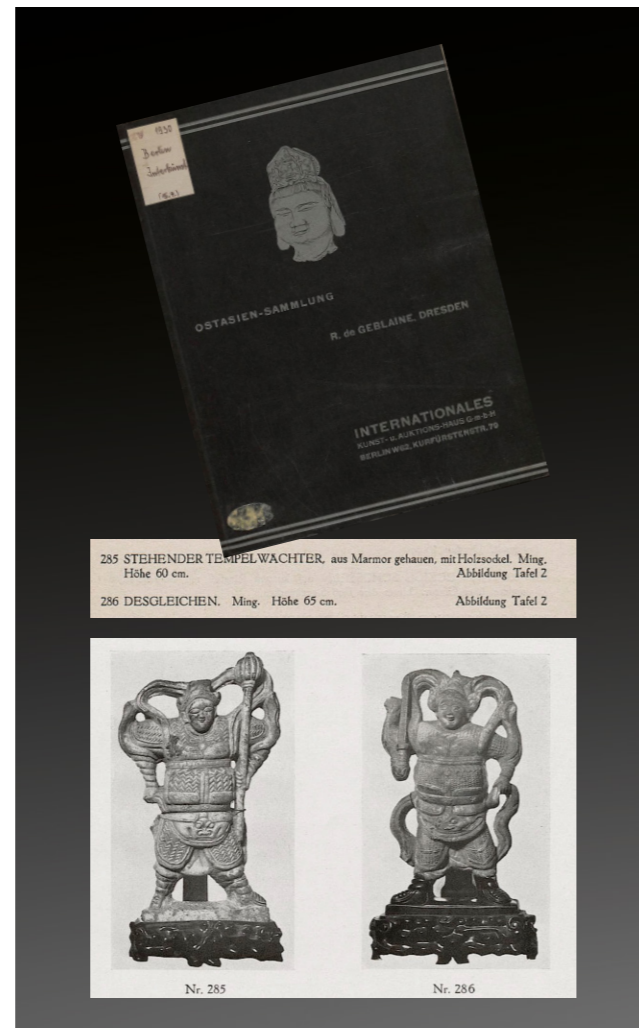 1930
Berliner
OSTASIEN-SAMMLUNG
R. de GEBLAINE, DRESDEN
INTERNATIONALES
KUNST- u. AUKTIONS-HAUS G·m·b·H
BERLIN W62, KURFÜRSTENSTR. 79
285 STEHENDER TEMPELWÄCHTER, aus Marmor gehauen, mit Holzsockel. Ming.
Höhe 60 cm. Abbildung Tafel 2
286 DESGLEICHEN. Ming. Höhe 65 cm. Abbildung Tafel 2
Nr. 285 Nr. 286